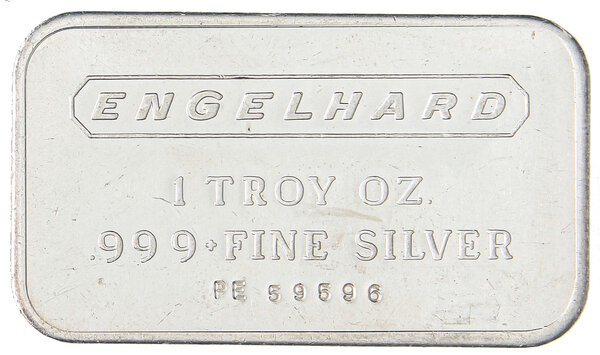 ENGELHARD
1 TROY OZ.
.999+FINE SILVER
PE 59596